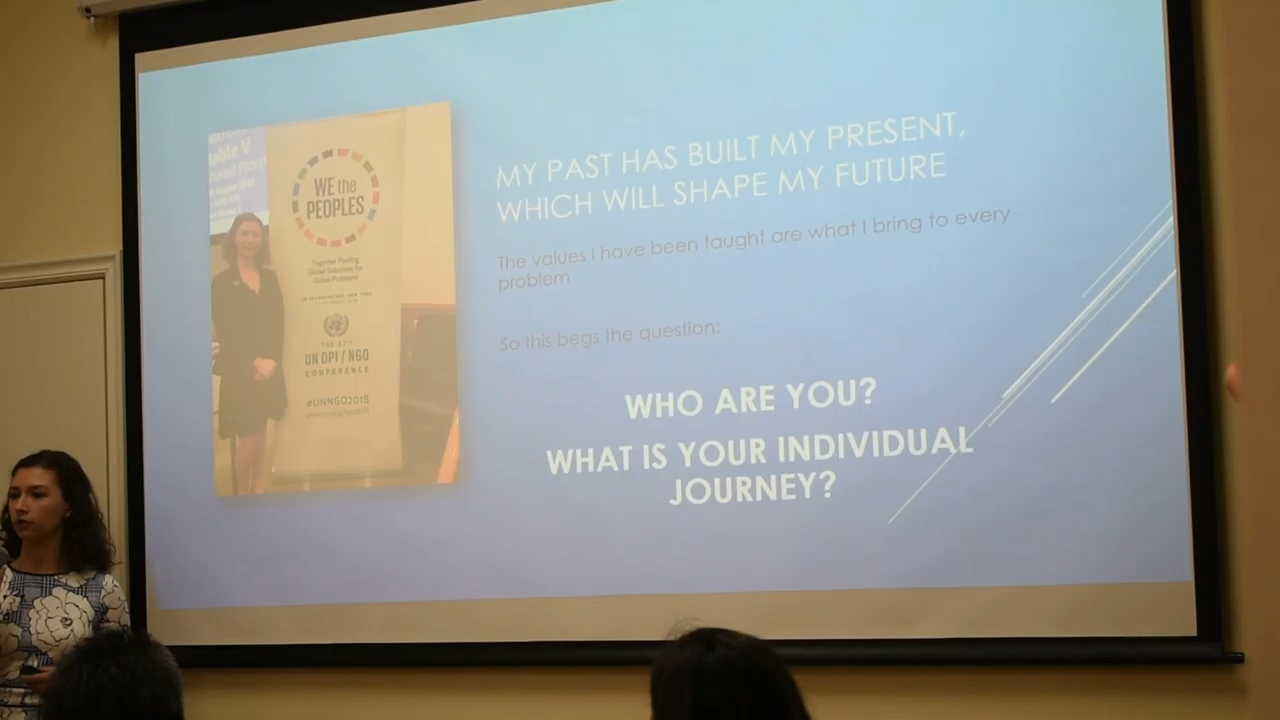 able V
WE the
PEOPLES
Together Finding
Global Solutions for
Global Problems
UN OPI / NGO
CONFERENCE
#UNNGO2018
MY PAST HAS BUILT MY PRESENT,
WHICH WILL SHAPE MY FUTURE
The values I have been taught are what I bring to every
problem
So this begs the question:
WHO ARE YOU?
WHAT IS YOUR INDIVIDUAL
JOURNEY?